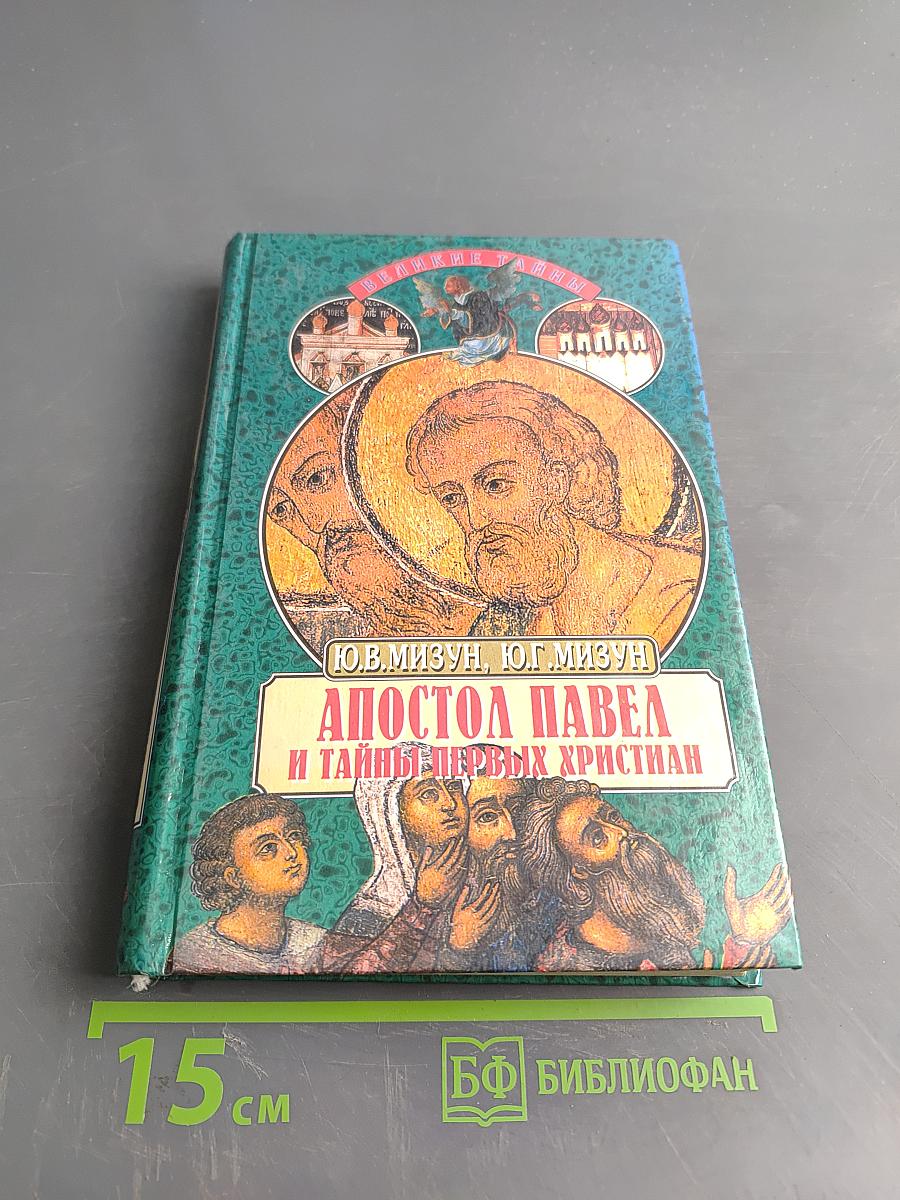 ВЕЛИКИЕ ТАЙНЫ
Ю.В.МИЗУН, Ю.Г.МИЗУН
АПОСТОЛ ПАВЕЛ
И ТАЙНЫ ПЕРВЫХ ХРИСТИАН
15 см
БФ БИБЛИОФАН